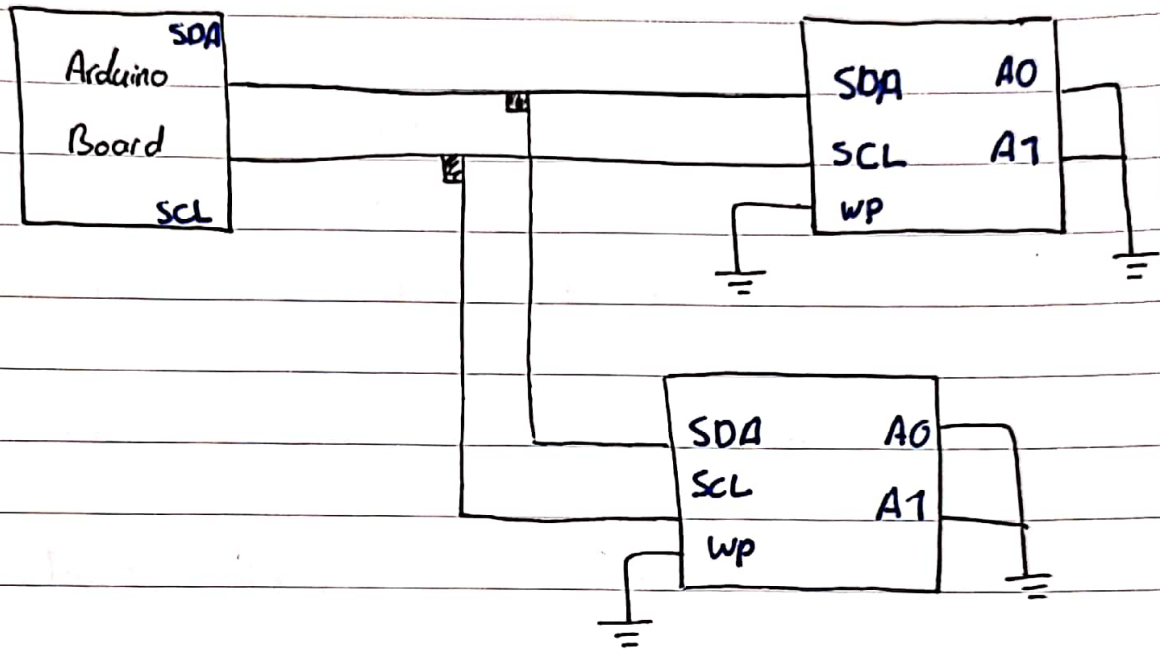 SDA
Arduino
Board
SCL
SDA A0
SCL A1
WP
SDA A0
SCL
A1
WP